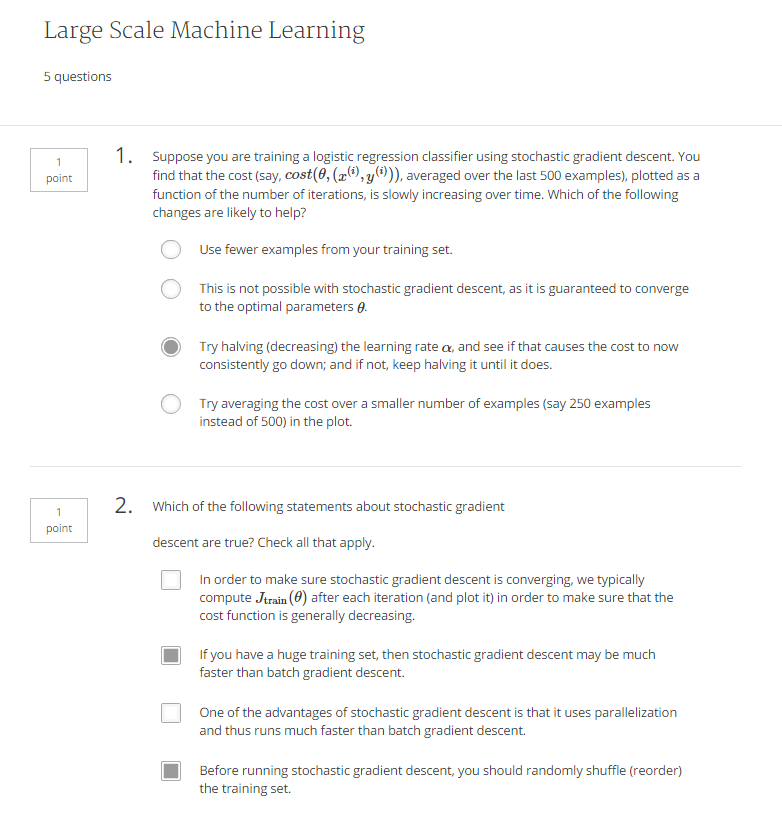 Large Scale Machine Learning
5 questions
1
point
1.
Suppose you are training a logistic regression classifier using stochastic gradient descent. You
find that the cost (say, cost(θ, (x⁽ⁱ⁾, y⁽ⁱ⁾)), averaged over the last 500 examples), plotted as a
function of the number of iterations, is slowly increasing over time. Which of the following
changes are likely to help?
Use fewer examples from your training set.
This is not possible with stochastic gradient descent, as it is guaranteed to converge
to the optimal parameters θ.
Try halving (decreasing) the learning rate α, and see if that causes the cost to now
consistently go down; and if not, keep halving it until it does.
Try averaging the cost over a smaller number of examples (say 250 examples
instead of 500) in the plot.
1
point
2.
Which of the following statements about stochastic gradient
descent are true? Check all that apply.
In order to make sure stochastic gradient descent is converging, we typically
compute Jtrain(θ) after each iteration (and plot it) in order to make sure that the
cost function is generally decreasing.
If you have a huge training set, then stochastic gradient descent may be much
faster than batch gradient descent.
One of the advantages of stochastic gradient descent is that it uses parallelization
and thus runs much faster than batch gradient descent.
Before running stochastic gradient descent, you should randomly shuffle (reorder)
the training set.